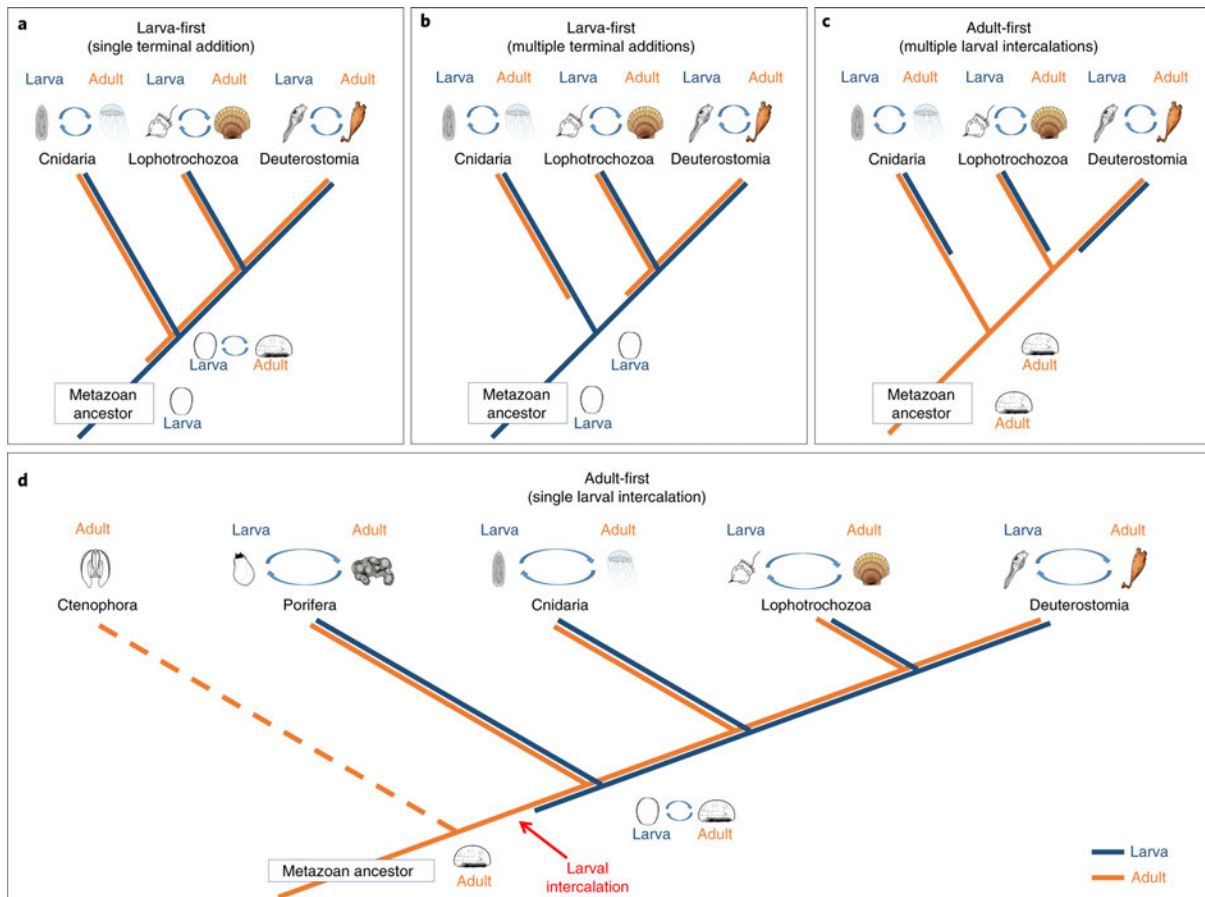 a
Larva-first
(single terminal addition)
Larva Adult Larva Adult Larva Adult
Cnidaria Lophotrochozoa Deuterostomia
Larva Adult
Metazoan
ancestor
Larva
b
Larva-first
(multiple terminal additions)
Larva Adult Larva Adult Larva Adult
Cnidaria Lophotrochozoa Deuterostomia
Larva
Metazoan
ancestor
Larva
c
Adult-first
(multiple larval intercalations)
Larva Adult Larva Adult Larva Adult
Cnidaria Lophotrochozoa Deuterostomia
Adult
Metazoan
ancestor
Adult
d
Adult-first
(single larval intercalation)
Adult Larva Adult Larva Adult Larva Adult Larva Adult
Ctenophora Porifera Cnidaria Lophotrochozoa Deuterostomia
Larva Adult
Metazoan ancestor
Adult
Larval
intercalation
Larva
Adult